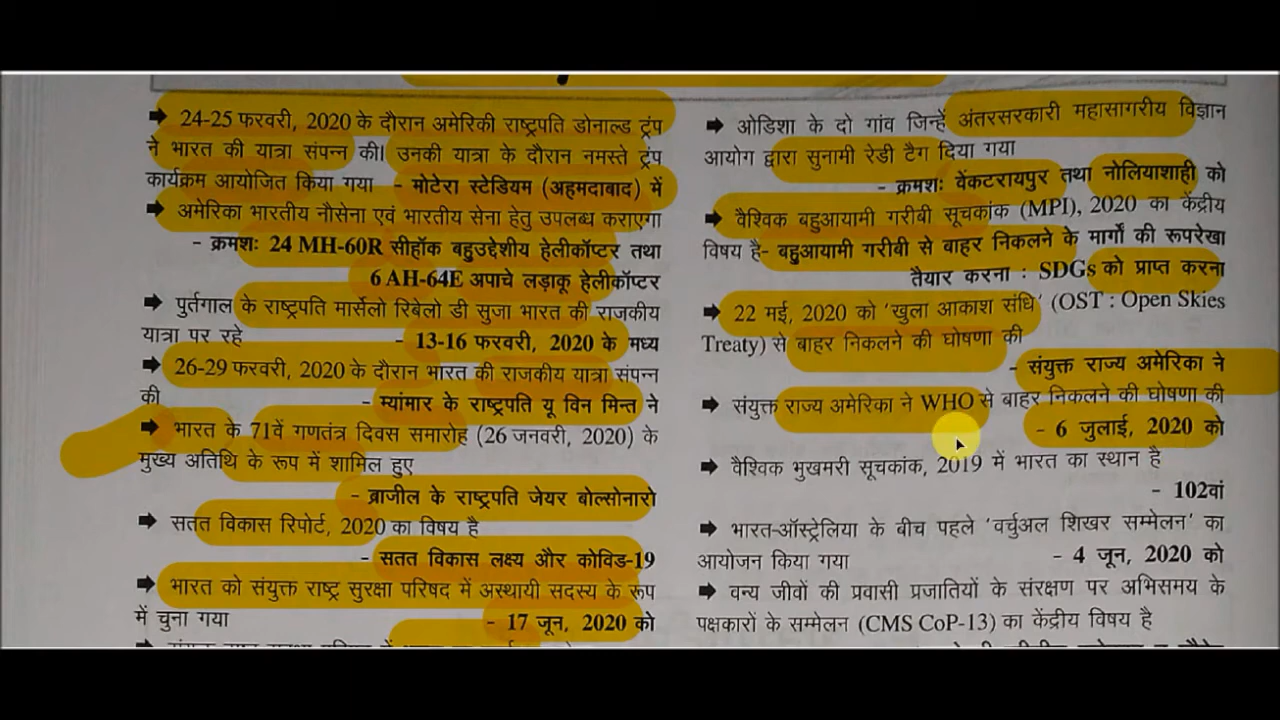 ➡ 24-25 फरवरी, 2020 के दौरान अमेरिकी राष्ट्रपति डोनाल्ड ट्रंप
ने भारत की यात्रा संपन्न की। उनकी यात्रा के दौरान नमस्ते ट्रंप
कार्यक्रम आयोजित किया गया - मोटेरा स्टेडियम (अहमदाबाद) में
➡ अमेरिका भारतीय नौसेना एवं भारतीय सेना हेतु उपलब्ध कराएगा
- क्रमशः 24 MH-60R सीहॉक बहुउद्देशीय हेलीकॉप्टर तथा
6 AH-64E अपाचे लड़ाकू हेलीकॉप्टर
➡ पुर्तगाल के राष्ट्रपति मार्सेलो रिबेलो डी सुजा भारत की राजकीय
यात्रा पर रहे - 13-16 फरवरी, 2020 के मध्य
➡ 26-29 फरवरी, 2020 के दौरान भारत की राजकीय यात्रा संपन्न
की - म्यांमार के राष्ट्रपति यू विन मिन्त ने
➡ भारत के 71वें गणतंत्र दिवस समारोह (26 जनवरी, 2020) के
मुख्य अतिथि के रूप में शामिल हुए
- ब्राजील के राष्ट्रपति जेयर बोल्सोनारो
➡ सतत विकास रिपोर्ट, 2020 का विषय है
- सतत विकास लक्ष्य और कोविड-19
➡ भारत को संयुक्त राष्ट्र सुरक्षा परिषद में अस्थायी सदस्य के रूप
में चुना गया - 17 जून, 2020 को
➡ ओडिशा के दो गांव जिन्हें अंतरसरकारी महासागरीय विज्ञान
आयोग द्वारा सुनामी रेडी टैग दिया गया
- क्रमशः वेंकटरायपुर तथा नोलियाशाही को
➡ वैश्विक बहुआयामी गरीबी सूचकांक (MPI), 2020 का केंद्रीय
विषय है- बहुआयामी गरीबी से बाहर निकलने के मार्गों की रूपरेखा
तैयार करना : SDGs को प्राप्त करना
➡ 22 मई, 2020 को 'खुला आकाश संधि' (OST : Open Skies
Treaty) से बाहर निकलने की घोषणा की
- संयुक्त राज्य अमेरिका ने
➡ संयुक्त राज्य अमेरिका ने WHO से बाहर निकलने की घोषणा की
- 6 जुलाई, 2020 को
➡ वैश्विक भुखमरी सूचकांक, 2019 में भारत का स्थान है
- 102वां
➡ भारत-ऑस्ट्रेलिया के बीच पहले 'वर्चुअल शिखर सम्मेलन' का
आयोजन किया गया - 4 जून, 2020 को
➡ वन्य जीवों की प्रवासी प्रजातियों के संरक्षण पर अभिसमय के
पक्षकारों के सम्मेलन (CMS CoP-13) का केंद्रीय विषय है